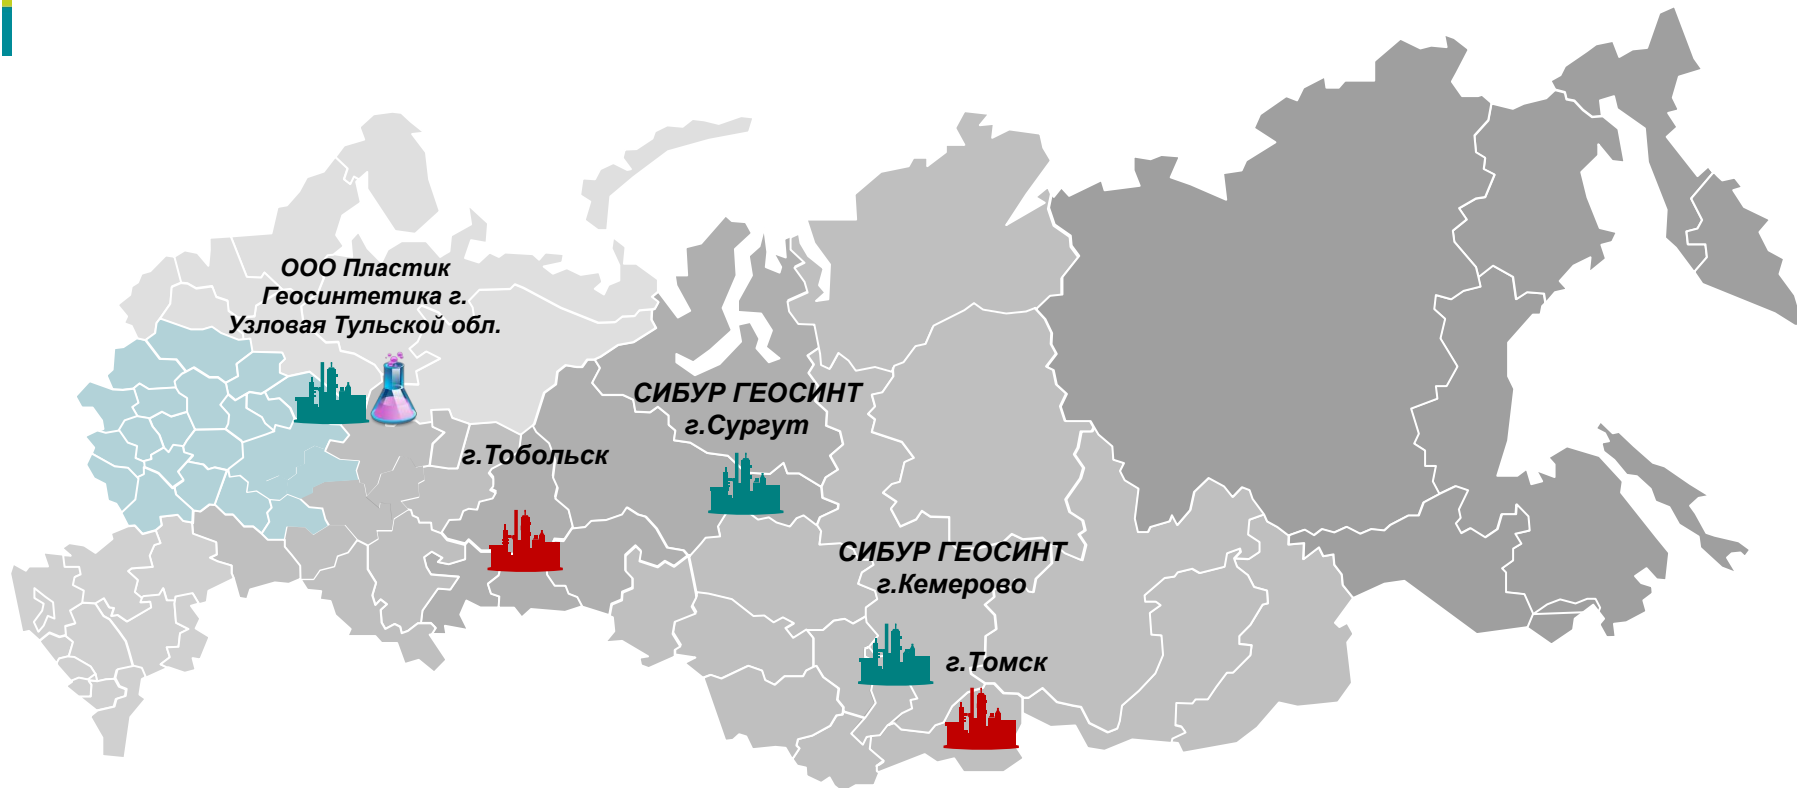 ООО Пластик
Геосинтетика г.
Узловая Тульской обл.
СИБУР ГЕОСИНТ
г.Сургут
г.Тобольск
СИБУР ГЕОСИНТ
г.Кемерово
г.Томск